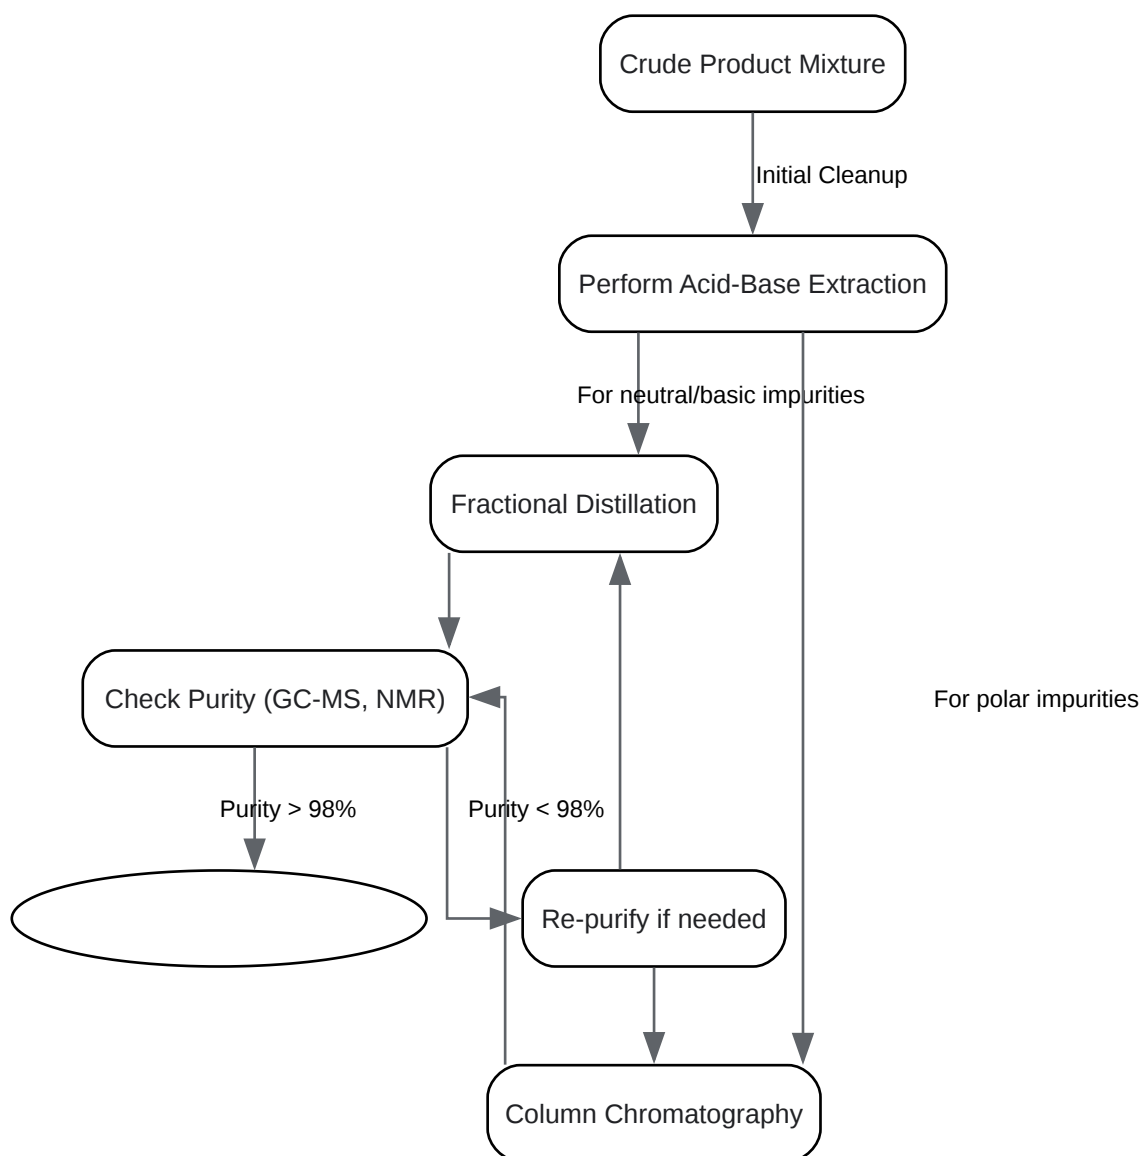 Crude Product Mixture
Initial Cleanup
Perform Acid-Base Extraction
For neutral/basic impurities
Fractional Distillation
Check Purity (GC-MS, NMR)
For polar impurities
Purity > 98%
Purity < 98%
Re-purify if needed
Column Chromatography